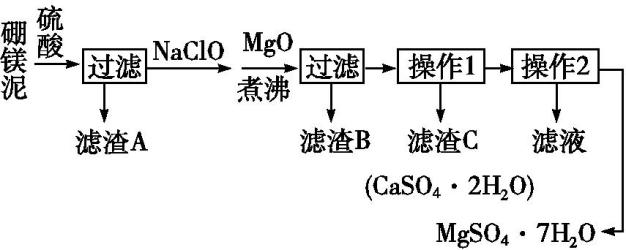 硼镁泥
硫酸
过滤
NaClO
MgO
煮沸
过滤
操作1
操作2
滤渣A
滤渣B
滤渣C
滤液
(CaSO₄·2H₂O)
MgSO₄·7H₂O